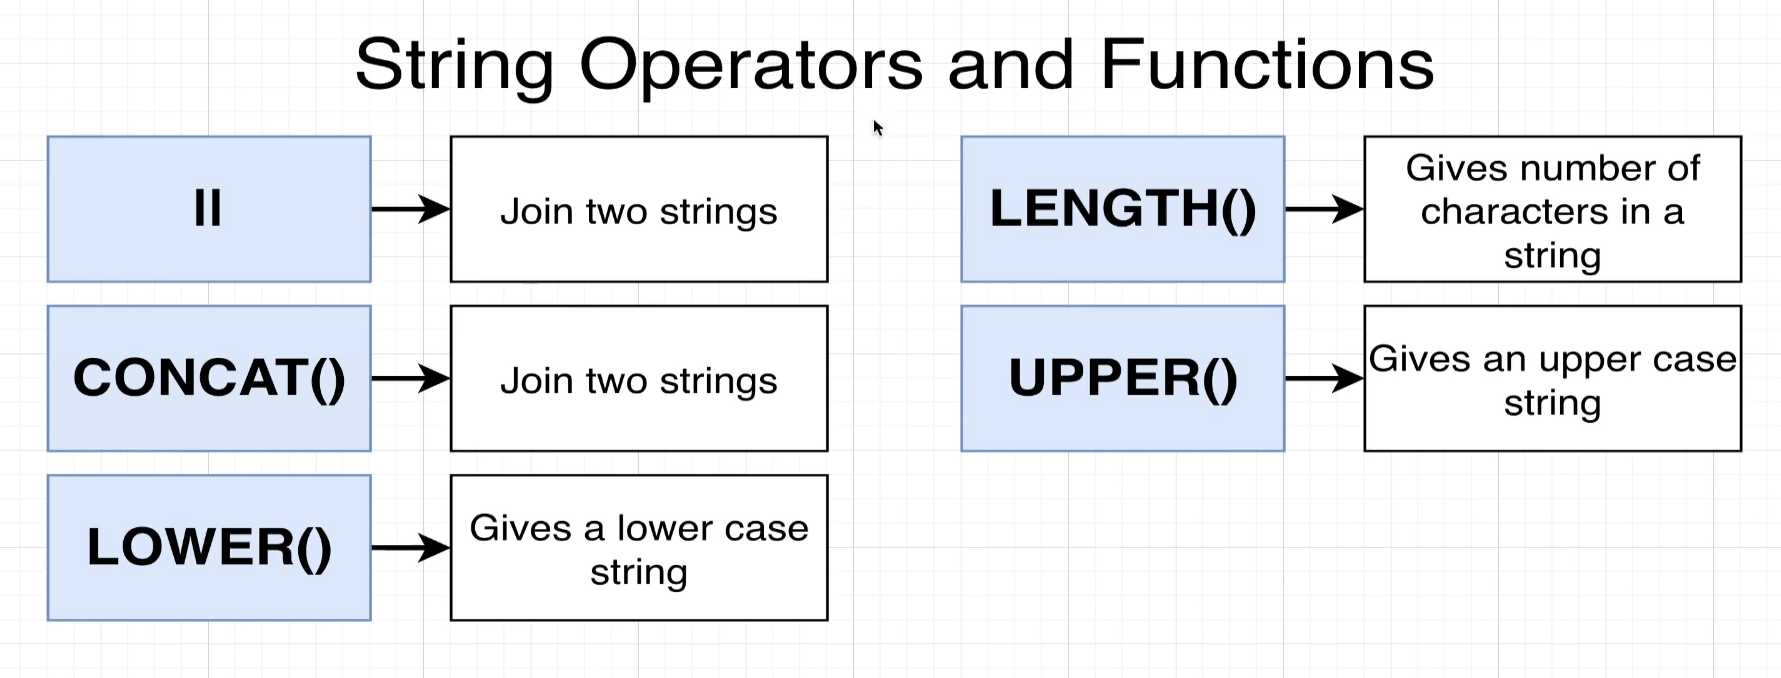 String Operators and Functions
||
Join two strings
CONCAT()
Join two strings
LOWER()
Gives a lower case
string
LENGTH()
Gives number of
characters in a
string
UPPER()
Gives an upper case
string